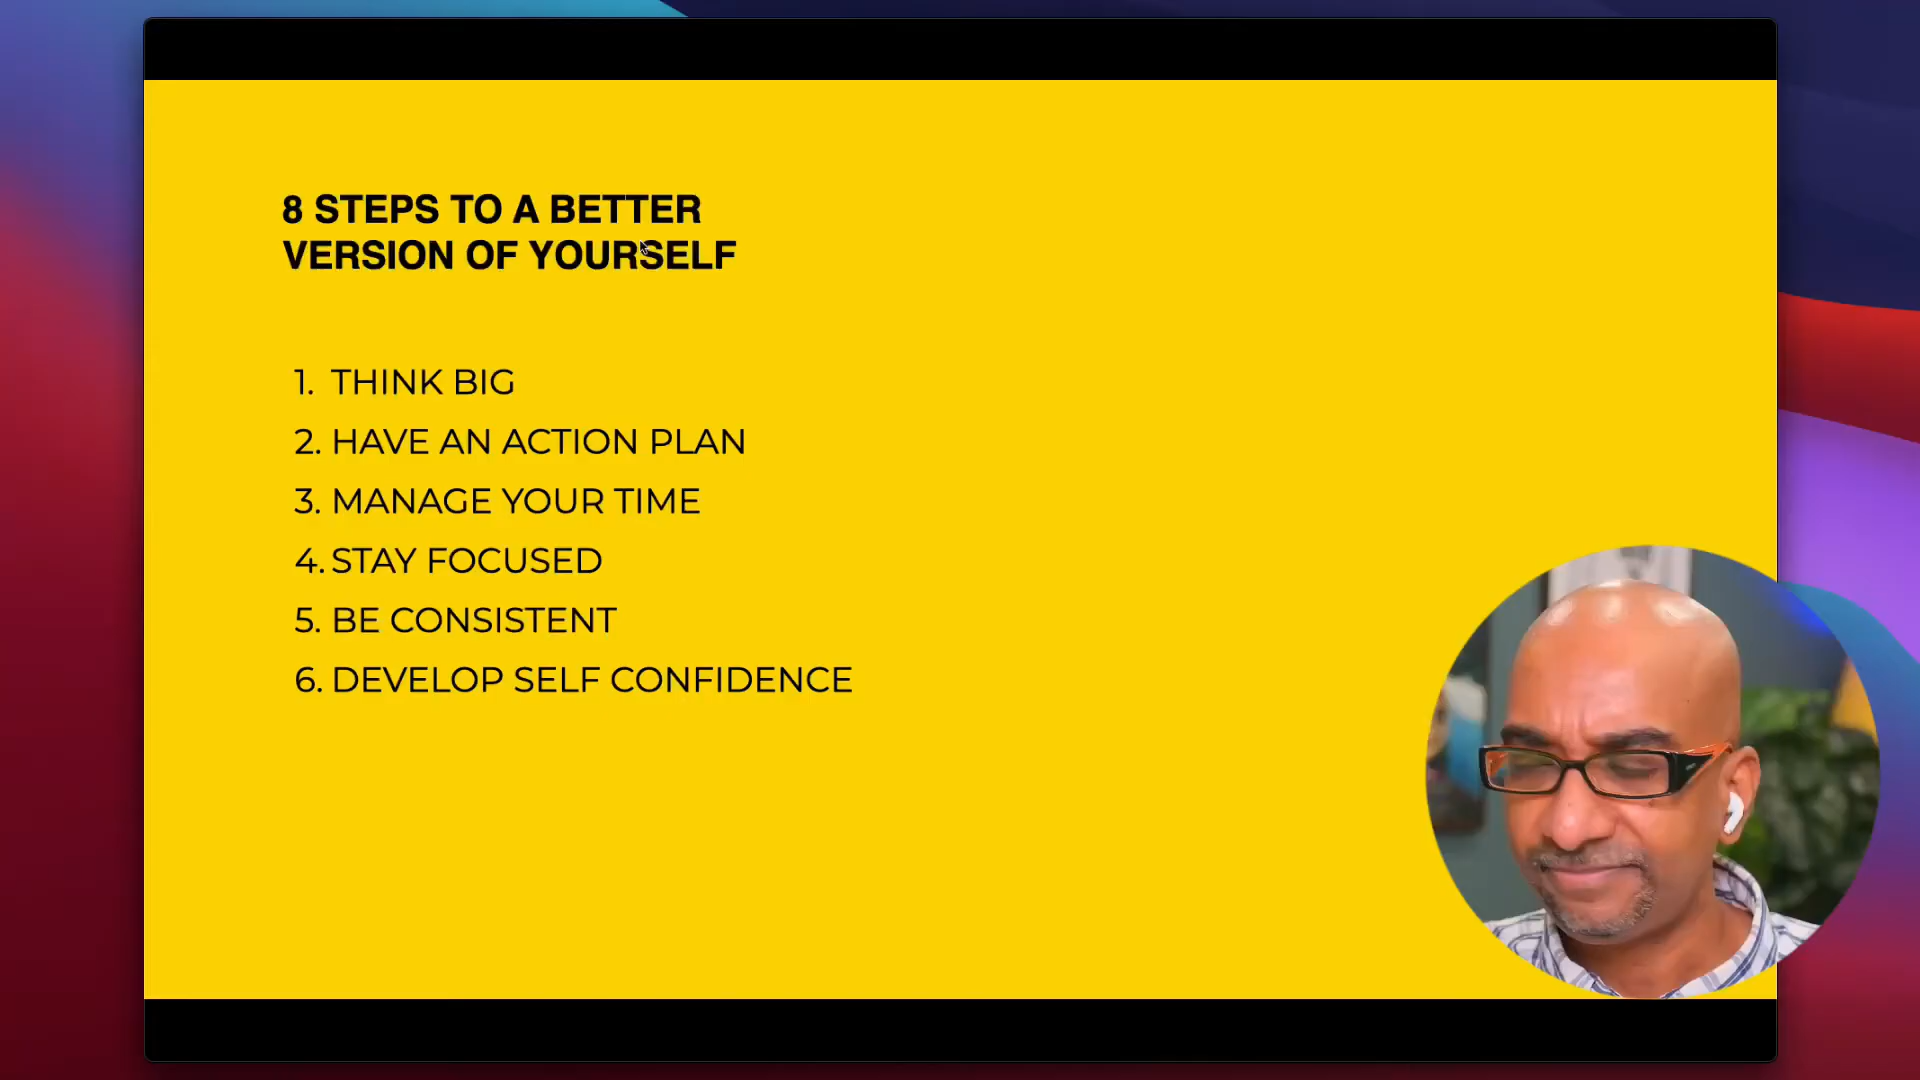 8 STEPS TO A BETTER
VERSION OF YOURSELF
1. THINK BIG
2. HAVE AN ACTION PLAN
3. MANAGE YOUR TIME
4. STAY FOCUSED
5. BE CONSISTENT
6. DEVELOP SELF CONFIDENCE